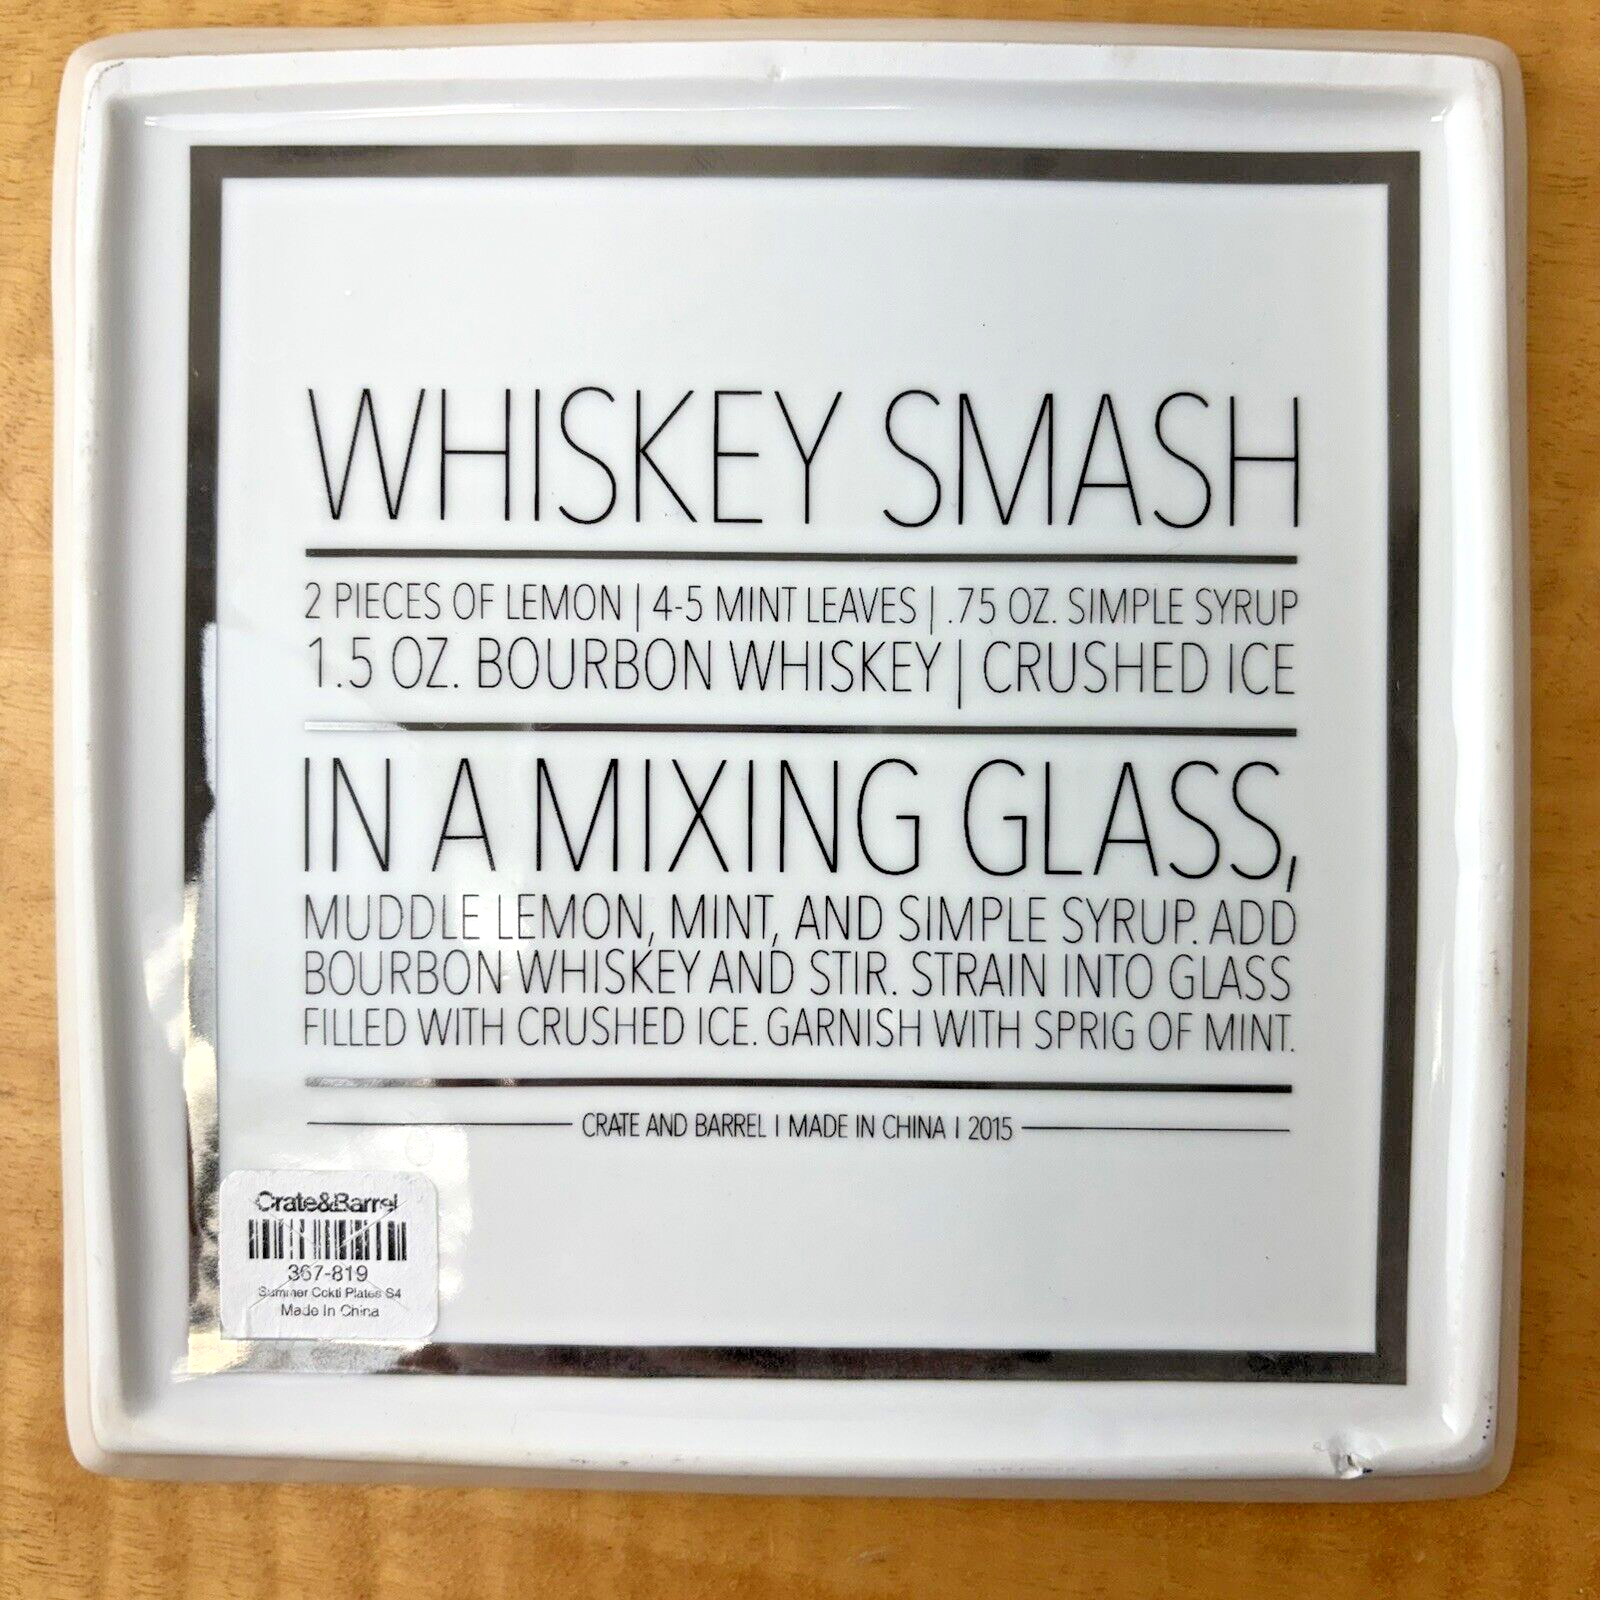 WHISKEY SMASH
2 PIECES OF LEMON | 4-5 MINT LEAVES | .75 OZ. SIMPLE SYRUP
1.5 OZ. BOURBON WHISKEY | CRUSHED ICE
IN A MIXING GLASS,
MUDDLE LEMON, MINT, AND SIMPLE SYRUP. ADD
BOURBON WHISKEY AND STIR. STRAIN INTO GLASS
FILLED WITH CRUSHED ICE. GARNISH WITH SPRIG OF MINT.
CRATE AND BARREL | MADE IN CHINA | 2015
Crate&Barrel
367-819
Summer Ccktl Plates S4
Made In China